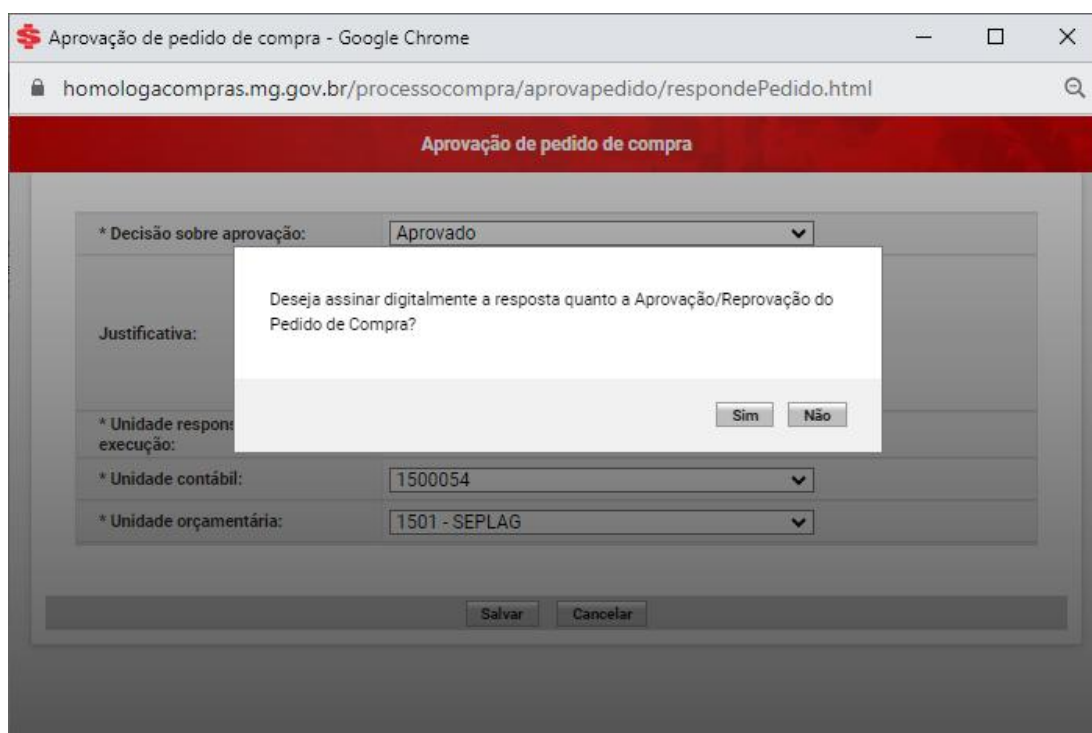 Aprovação de pedido de compra - Google Chrome
homologacompras.mg.gov.br/processocompra/aprovapedido/respondePedido.html
Aprovação de pedido de compra
* Decisão sobre aprovação: Aprovado
Deseja assinar digitalmente a resposta quanto a Aprovação/Reprovação do
Pedido de Compra?
Justificativa:
Sim Não
* Unidade respons
execução:
* Unidade contábil: 1500054
* Unidade orçamentária: 1501 - SEPLAG
Salvar Cancelar